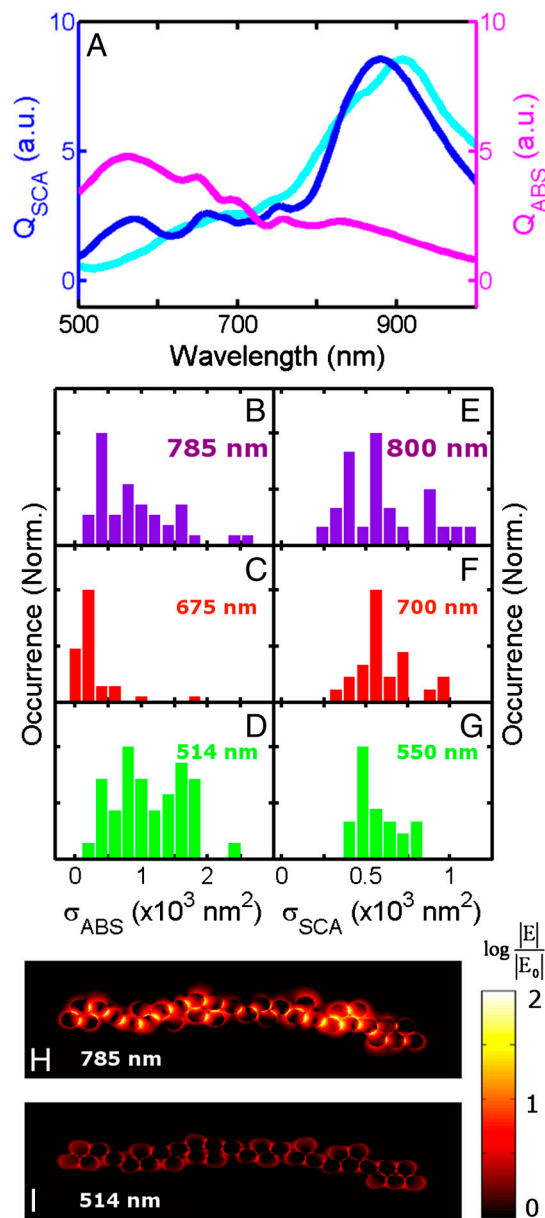 A
10
5
0
Q_SCA (a.u.)
10
5
0
Q_ABS (a.u.)
500
700
900
Wavelength (nm)
B
785 nm
E
800 nm
C
675 nm
F
700 nm
D
514 nm
G
550 nm
Occurrence (Norm.)
Occurrence (Norm.)
0
1
2
0
0.5
1
σ_ABS (x10³ nm²)
σ_SCA (x10³ nm²)
log |E| / |E₀|
H
785 nm
I
514 nm
2
1
0